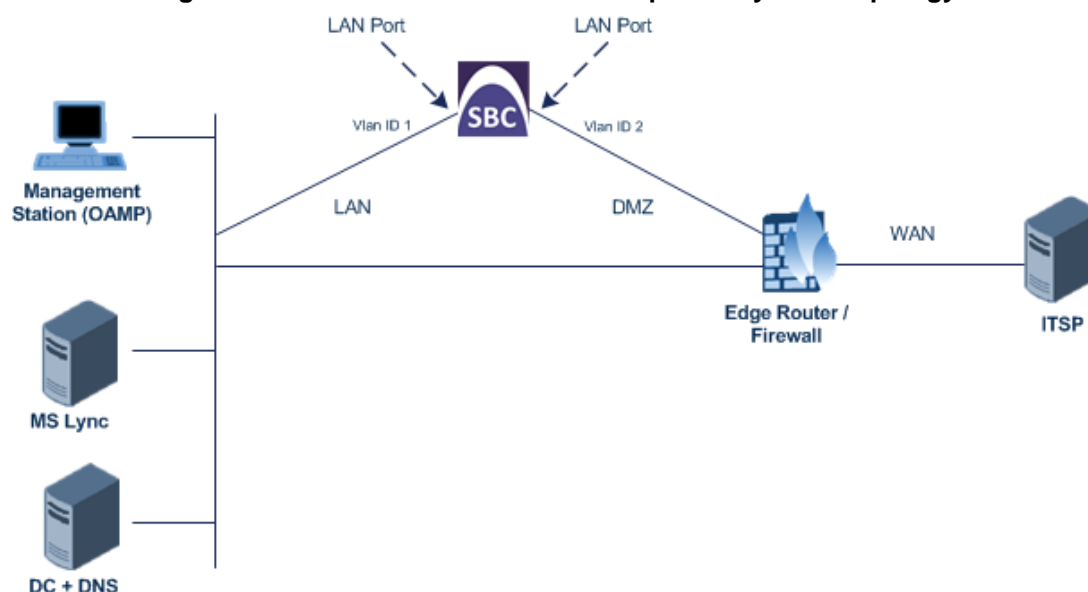 LAN Port
LAN Port
SBC
Vlan ID 1
Vlan ID 2
Management
Station (OAMP)
LAN
DMZ
WAN
Edge Router /
Firewall
ITSP
MS Lync
DC + DNS